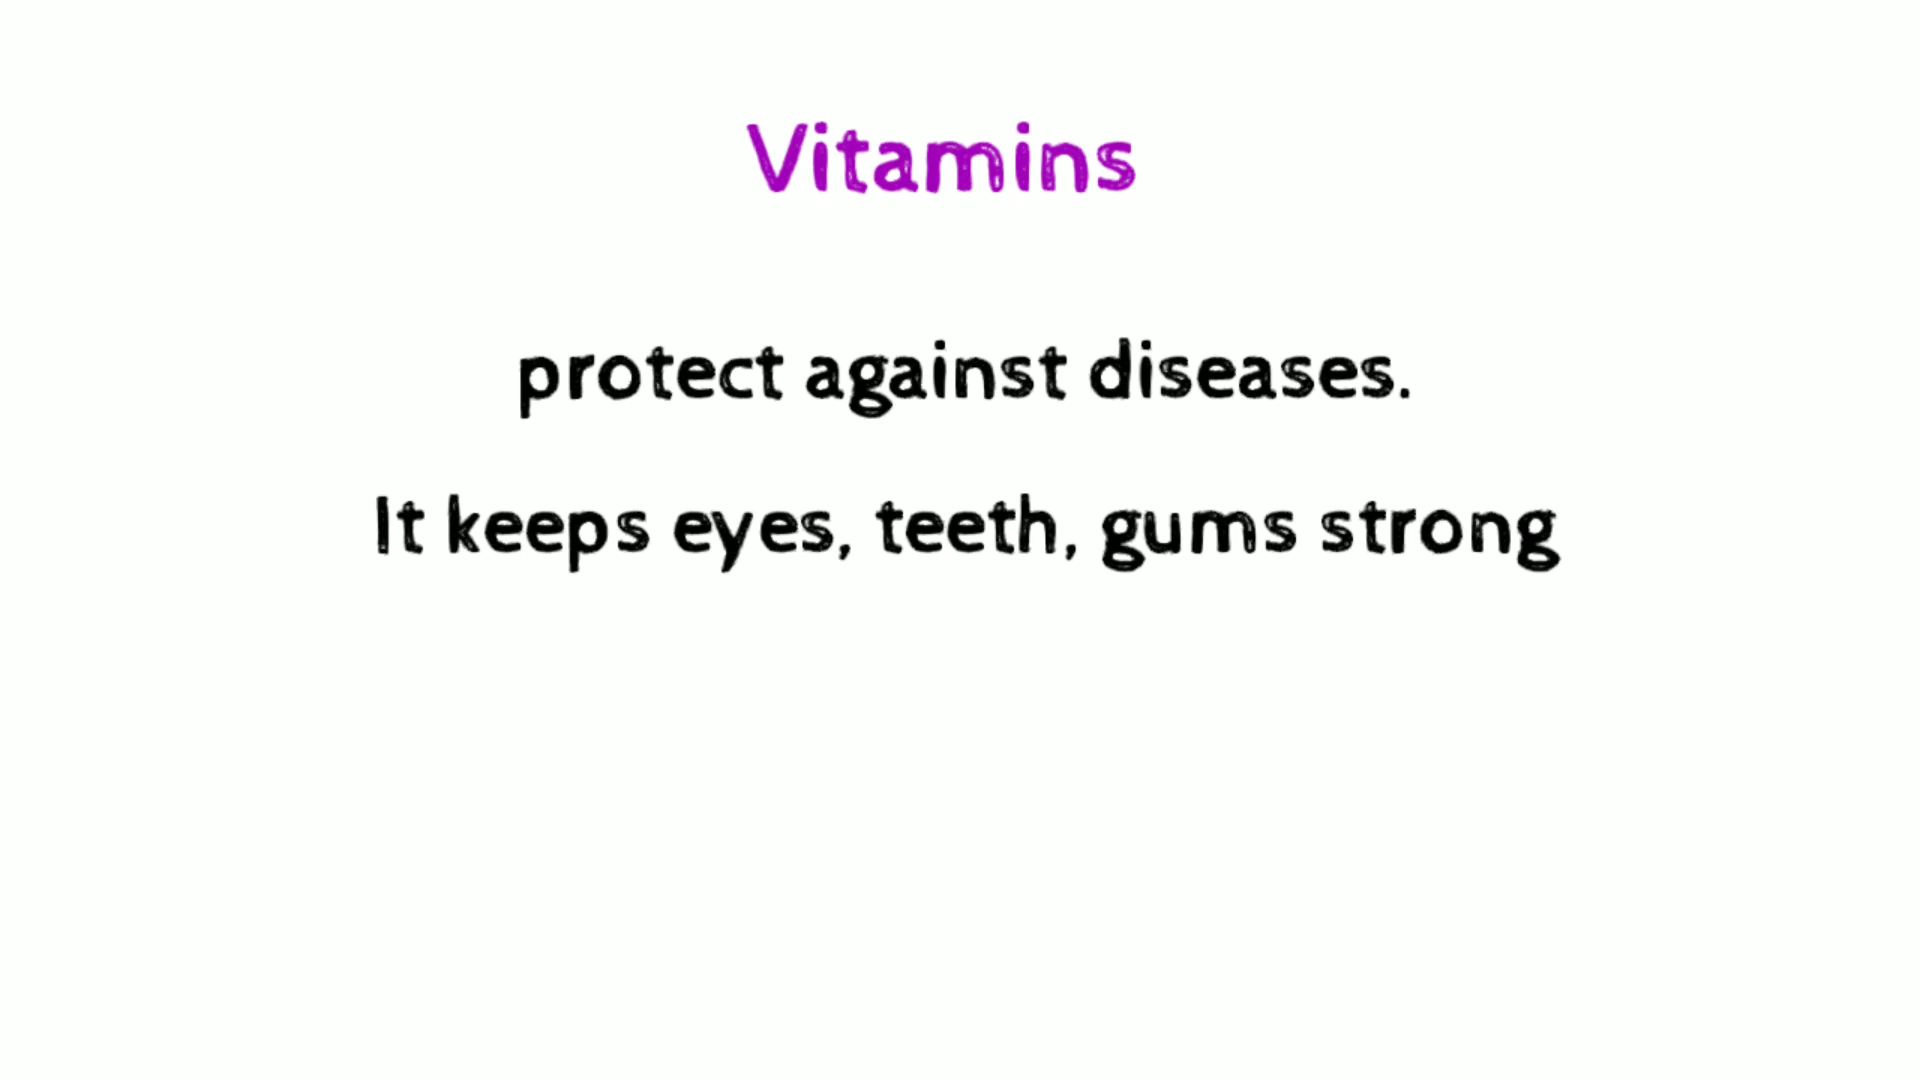 Vitamins
protect against diseases.
It keeps eyes, teeth, gums strong